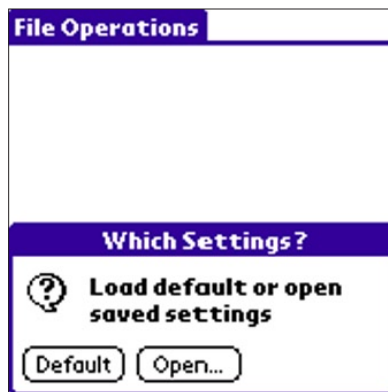 File Operations
Which Settings?
Load default or open
saved settings
Default Open...